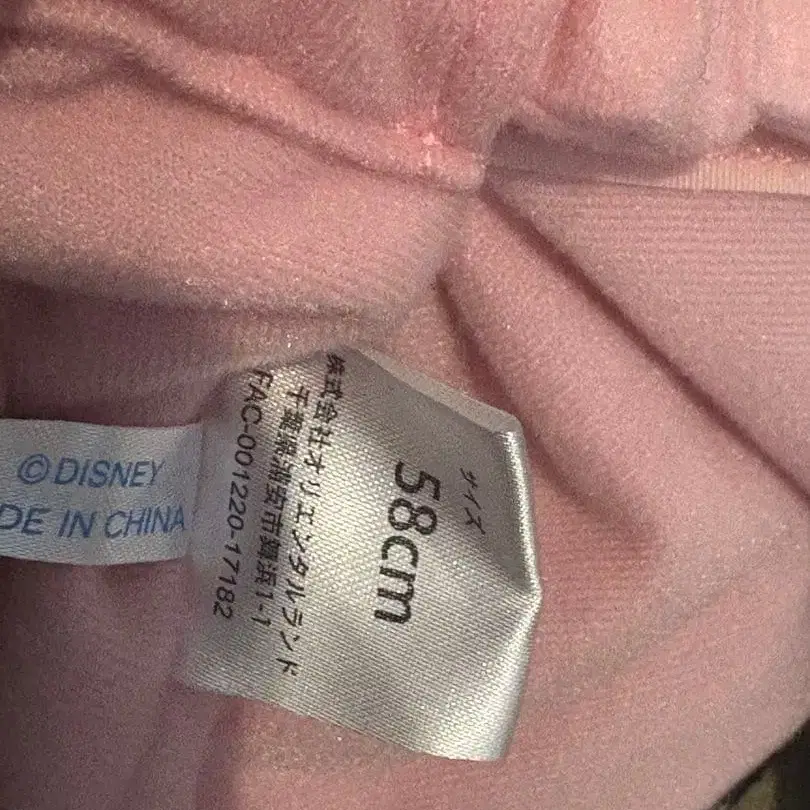 ©DISNEY
DE IN CHINA
サイズ
58cm
株式会社オリエンタルランド
千葉県浦安市舞浜1-1
FAC-001220-17182